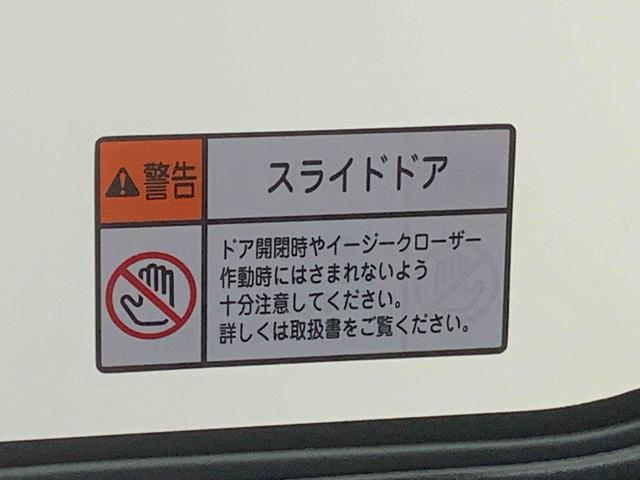 ⚠警告
スライドドア
ドア開閉時やイージークローザー
作動時にはさまれないよう
十分注意してください。
詳しくは取扱書をご覧ください。